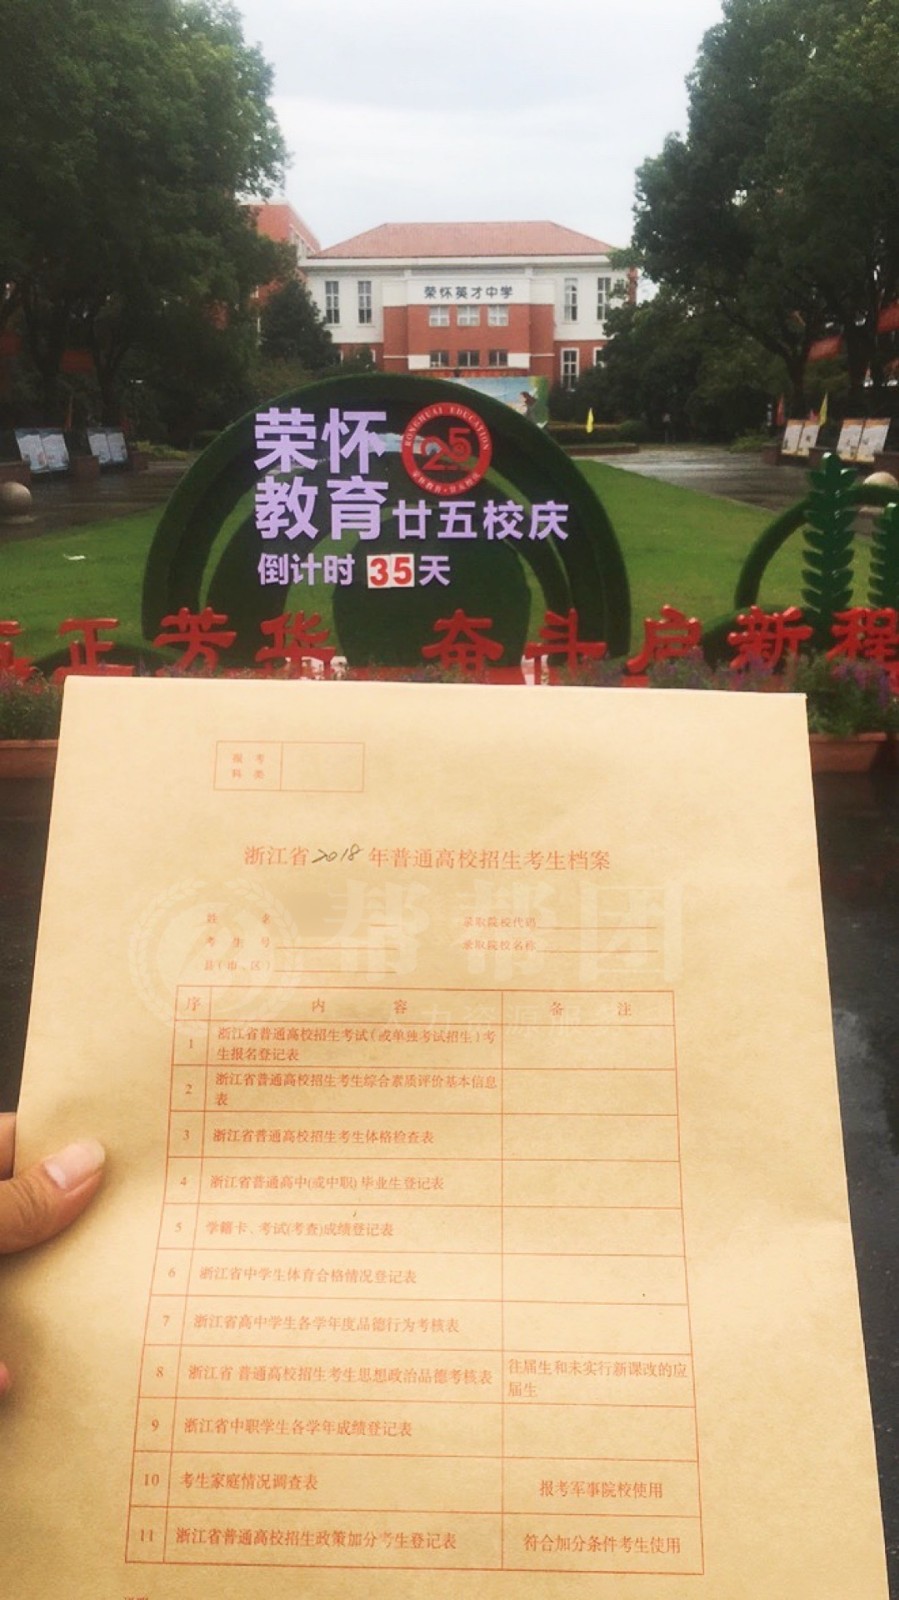 荣怀英才中学
荣怀
RONGHUAI EDUCATION
25
教育廿五校庆
倒计时 35 天
正芳华 奋斗启新程
报考
科类
浙江省2018年普通高校招生考生档案
姓 名
录取院校代码
考生号
录取院校名称
县(市、区)
帮帮团
人力资源服务
序 内 容 备 注
1 浙江省普通高校招生考试(或单独考试招生)考
生报名登记表
2 浙江省普通高校招生考生综合素质评价基本信息
表
3 浙江省普通高校招生考生体格检查表
4 浙江省普通高中(或中职)毕业生登记表
5 学籍卡、考试(考查)成绩登记表
6 浙江省中学生体育合格情况登记表
7 浙江省高中学生各学年度品德行为考核表
8 浙江省 普通高校招生考生思想政治品德考核表 往届生和未实行新课改的应
届生
9 浙江省中职学生各学年成绩登记表
10 考生家庭情况调查表 报考军事院校使用
11 浙江省普通高校招生政策加分考生登记表 符合加分条件考生使用